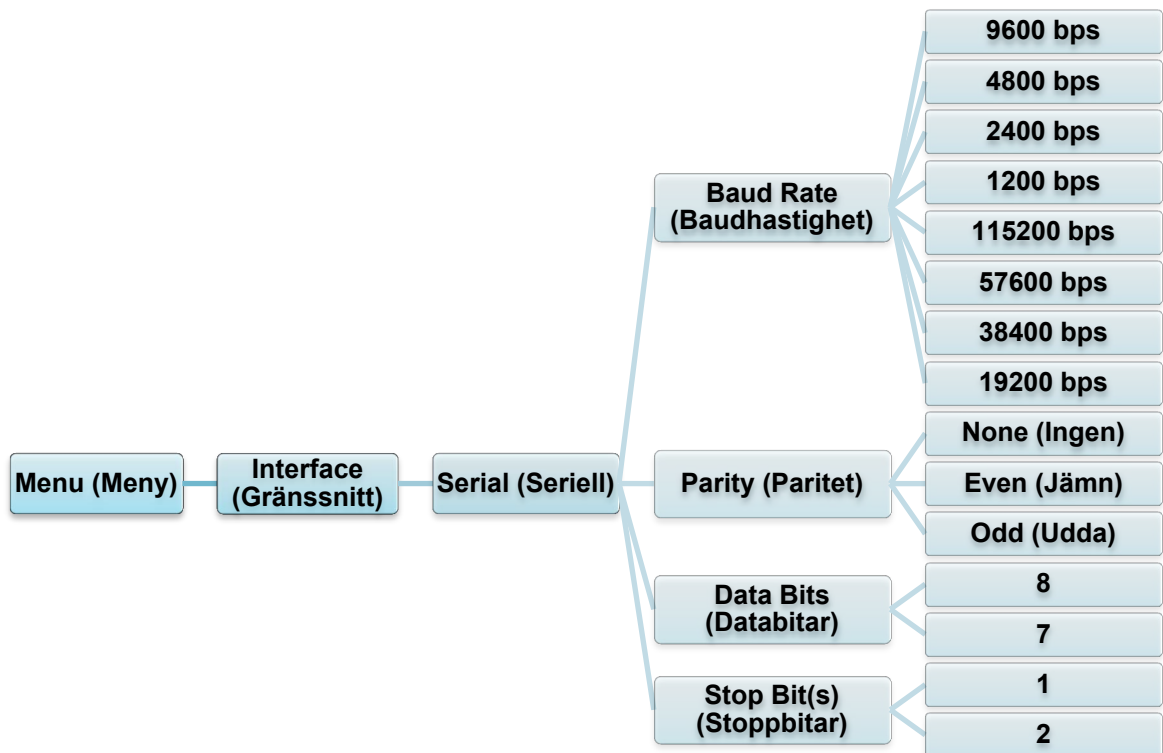 9600 bps
4800 bps
2400 bps
1200 bps
115200 bps
57600 bps
38400 bps
19200 bps
Baud Rate
(Baudhastighet)
None (Ingen)
Even (Jämn)
Odd (Udda)
Menu (Meny)
Interface
(Gränssnitt)
Serial (Seriell)
Parity (Paritet)
Data Bits
(Databitar)
8
7
Stop Bit(s)
(Stoppbitar)
1
2